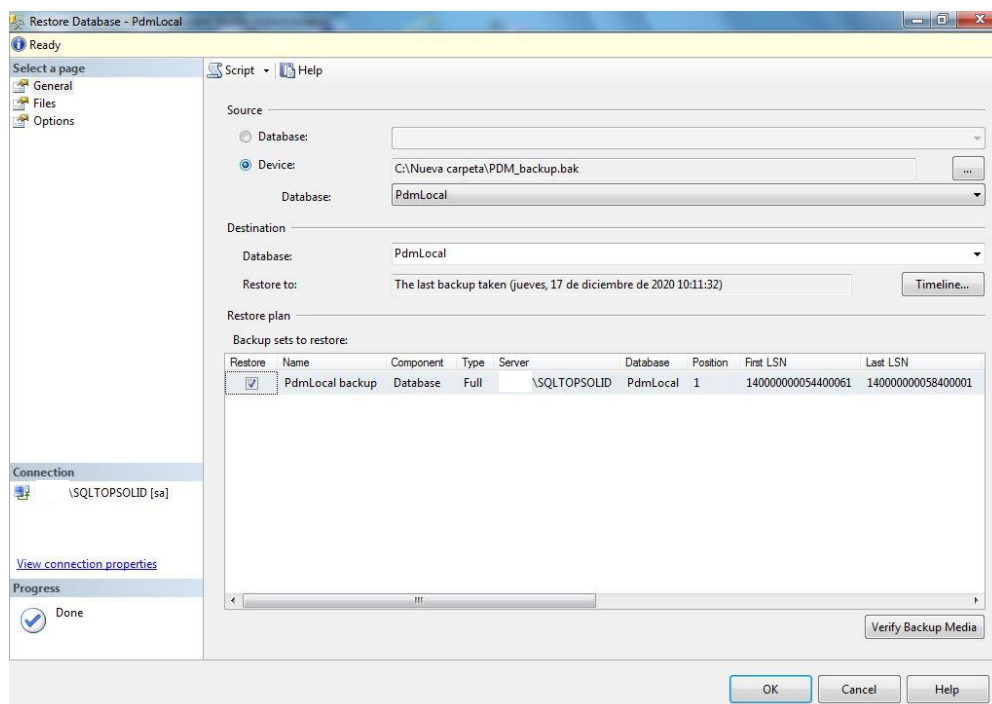 Restore Database - PdmLocal
Ready
Select a page
General
Files
Options
Script Help
Source
Database:
Device: C:\Nueva carpeta\PDM_backup.bak ...
Database: PdmLocal
Destination
Database: PdmLocal
Restore to: The last backup taken (jueves, 17 de diciembre de 2020 10:11:32) Timeline...
Restore plan
Backup sets to restore:
Restore Name Component Type Server Database Position First LSN Last LSN
PdmLocal backup Database Full \SQLTOPSOLID PdmLocal 1 14000000054400061 14000000058400001
Connection
\SQLTOPSOLID [sa]
View connection properties
Progress
Done
Verify Backup Media
OK Cancel Help